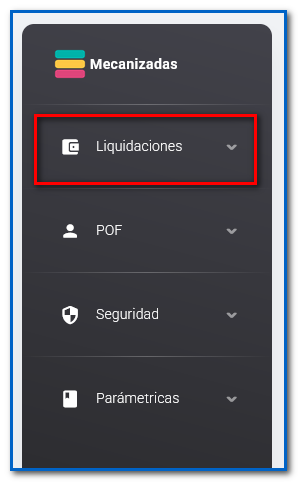 Mecanizadas
Liquidaciones
POF
Seguridad
Parámetricas